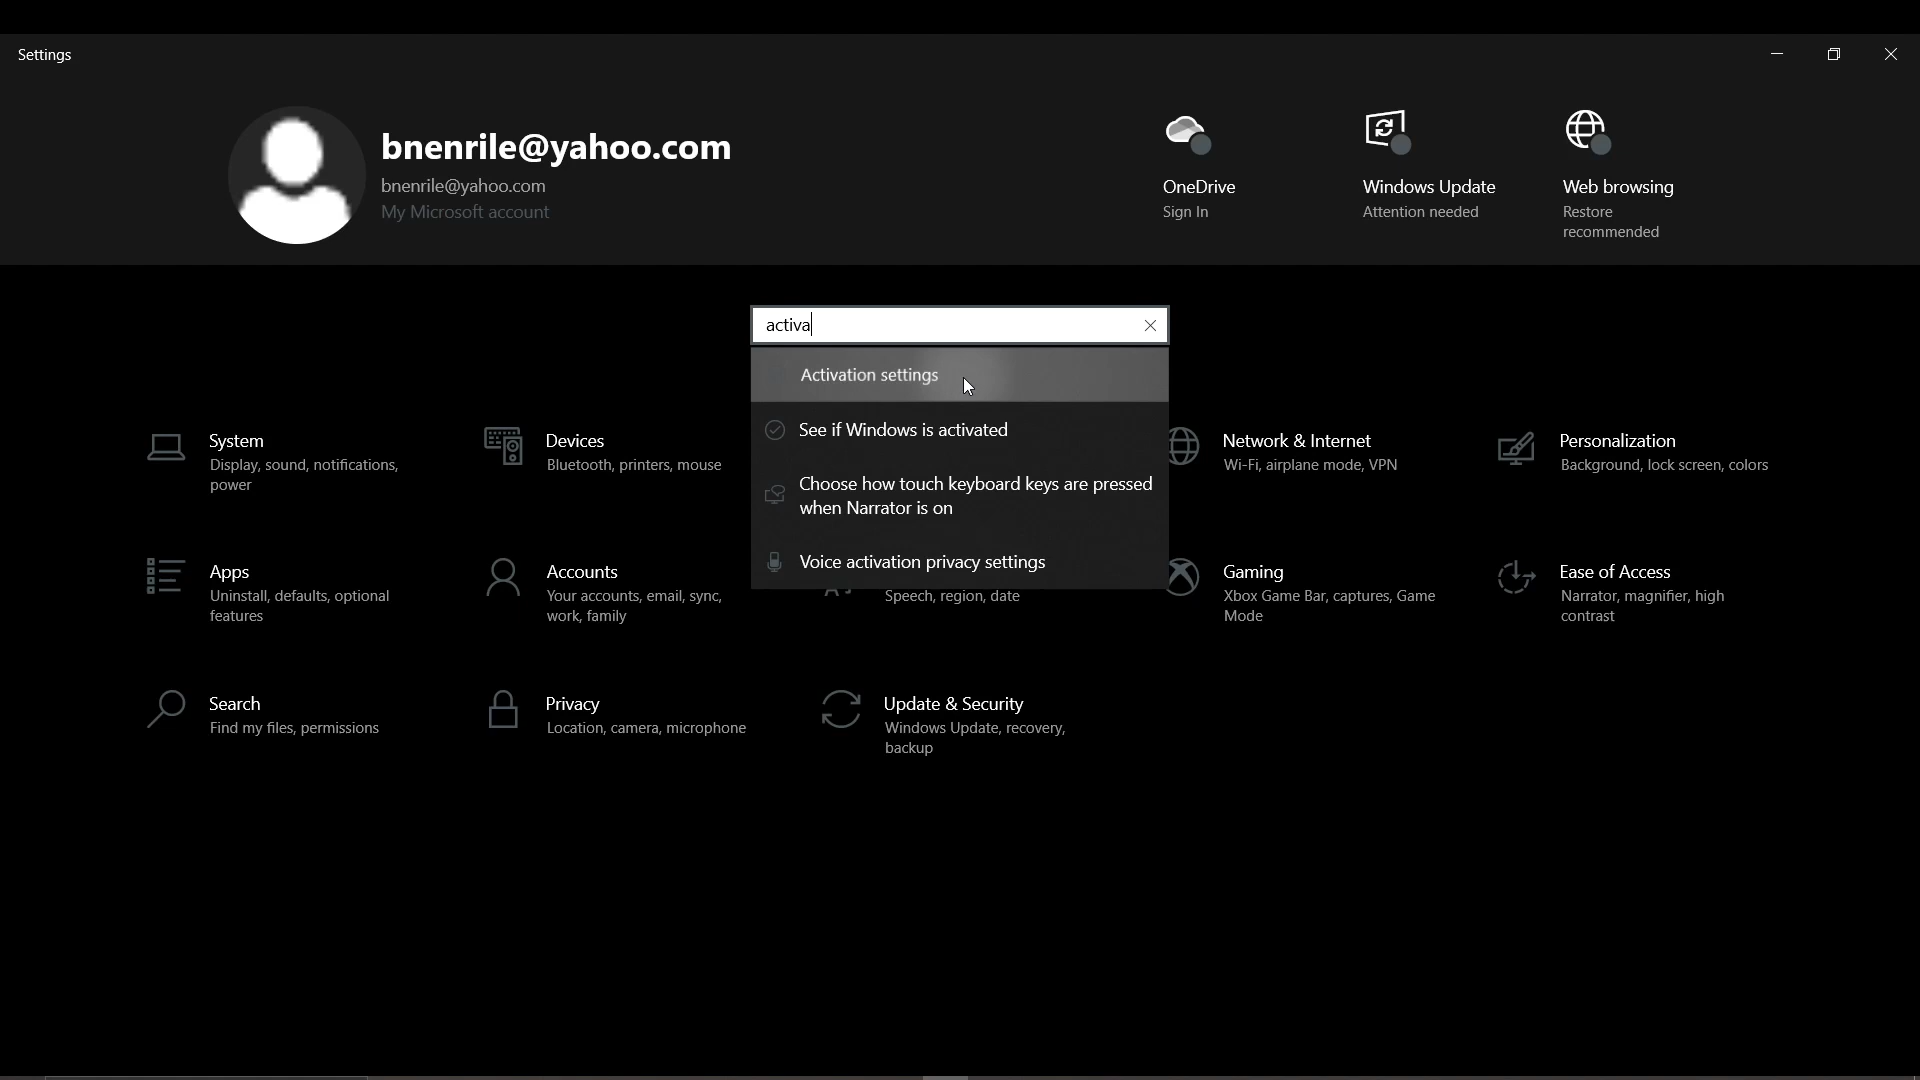 Settings
bnenrile@yahoo.com
bnenrile@yahoo.com
My Microsoft account
OneDrive
Sign In
Windows Update
Attention needed
Web browsing
Restore
recommended
activa
Activation settings
See if Windows is activated
Choose how touch keyboard keys are pressed
when Narrator is on
Voice activation privacy settings
System
Display, sound, notifications,
power
Devices
Bluetooth, printers, mouse
Network & Internet
Wi-Fi, airplane mode, VPN
Personalization
Background, lock screen, colors
Apps
Uninstall, defaults, optional
features
Accounts
Your accounts, email, sync,
work, family
Speech, region, date
Gaming
Xbox Game Bar, captures, Game
Mode
Ease of Access
Narrator, magnifier, high
contrast
Search
Find my files, permissions
Privacy
Location, camera, microphone
Update & Security
Windows Update, recovery,
backup